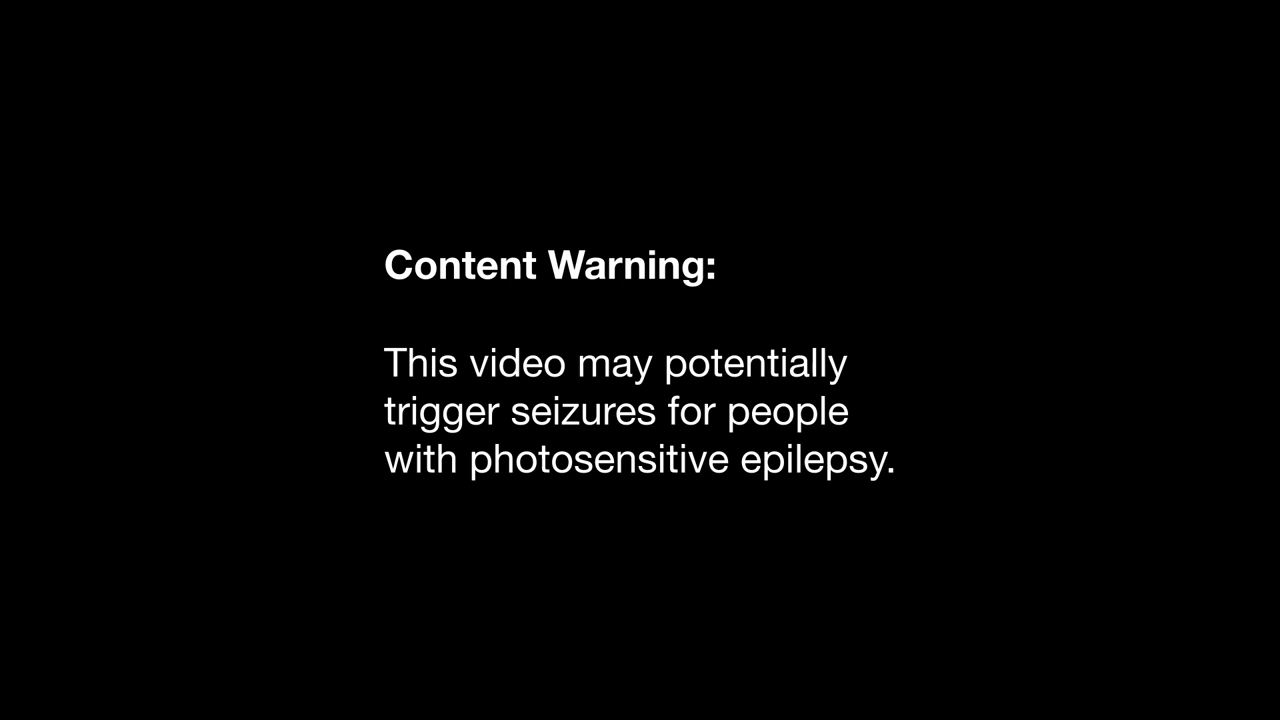 Content Warning:
This video may potentially
trigger seizures for people
with photosensitive epilepsy.